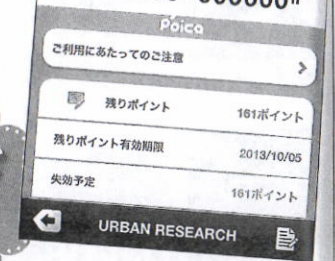 Poica
ご利用にあたってのご注意
残りポイント 161ポイント
残りポイント有効期限 2013/10/05
失効予定 161ポイント
URBAN RESEARCH